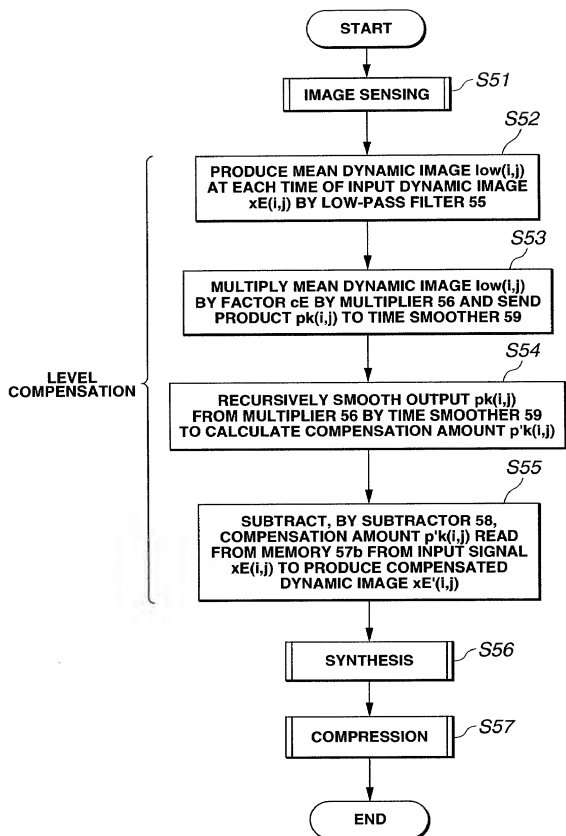 START
S51
IMAGE SENSING
S52
PRODUCE MEAN DYNAMIC IMAGE low(i,j)
AT EACH TIME OF INPUT DYNAMIC IMAGE
xE(i,j) BY LOW-PASS FILTER 55
S53
MULTIPLY MEAN DYNAMIC IMAGE low(i,j)
BY FACTOR cE BY MULTIPLIER 56 AND SEND
PRODUCT pk(i,j) TO TIME SMOOTHER 59
LEVEL
COMPENSATION
S54
RECURSIVELY SMOOTH OUTPUT pk(i,j)
FROM MULTIPLIER 56 BY TIME SMOOTHER 59
TO CALCULATE COMPENSATION AMOUNT p'k(i,j)
S55
SUBTRACT, BY SUBTRACTOR 58,
COMPENSATION AMOUNT p'k(i,j) READ
FROM MEMORY 57b FROM INPUT SIGNAL
xE(i,j) TO PRODUCE COMPENSATED
DYNAMIC IMAGE xE'(i,j)
SYNTHESIS
S56
COMPRESSION
S57
END